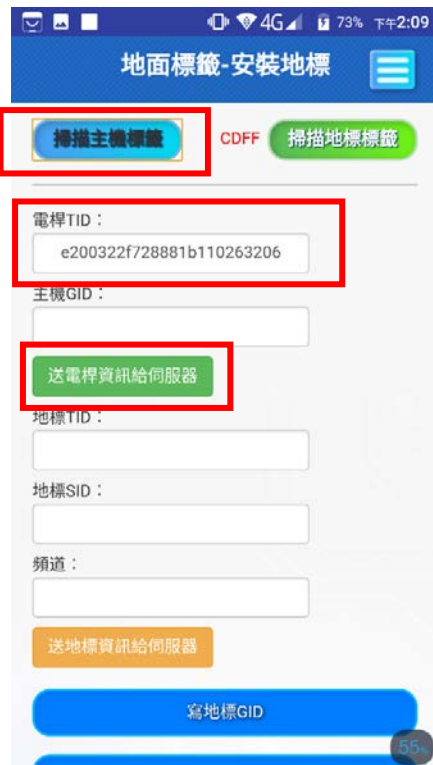 4G 73% 下午2:09
地面標籤-安裝地標
掃描主機標籤 CDFF 掃描地標標籤
電桿TID：
e200322f728881b110263206
主機GID：
送電桿資訊給伺服器
地標TID：
地標SID：
頻道：
送地標資訊給伺服器
寫地標GID
55%